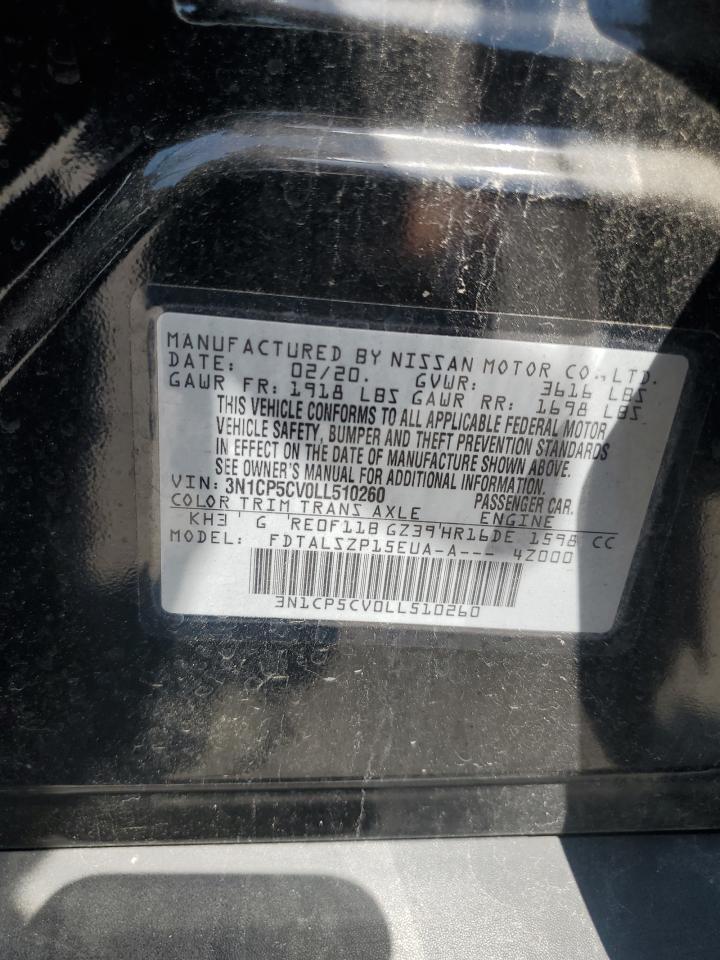 MANUFACTURED BY NISSAN MOTOR CO.,LTD.
DATE: 02/20. GVWR: 3616 LBS
GAWR FR: 1918 LBS GAWR RR: 1698 LBS
THIS VEHICLE CONFORMS TO ALL APPLICABLE FEDERAL MOTOR
VEHICLE SAFETY, BUMPER AND THEFT PREVENTION STANDARDS
IN EFFECT ON THE DATE OF MANUFACTURE SHOWN ABOVE.
SEE OWNER'S MANUAL FOR ADDITIONAL INFORMATION.
VIN: 3N1CP5CV0LL510260 PASSENGER CAR.
COLOR TRIM TRANS AXLE ENGINE
KH3 G RE0F11B GZ39 HR16DE 1598 CC
MODEL: FDTALSZP15EUA-A--- 4Z000
3N1CP5CV0LL510260